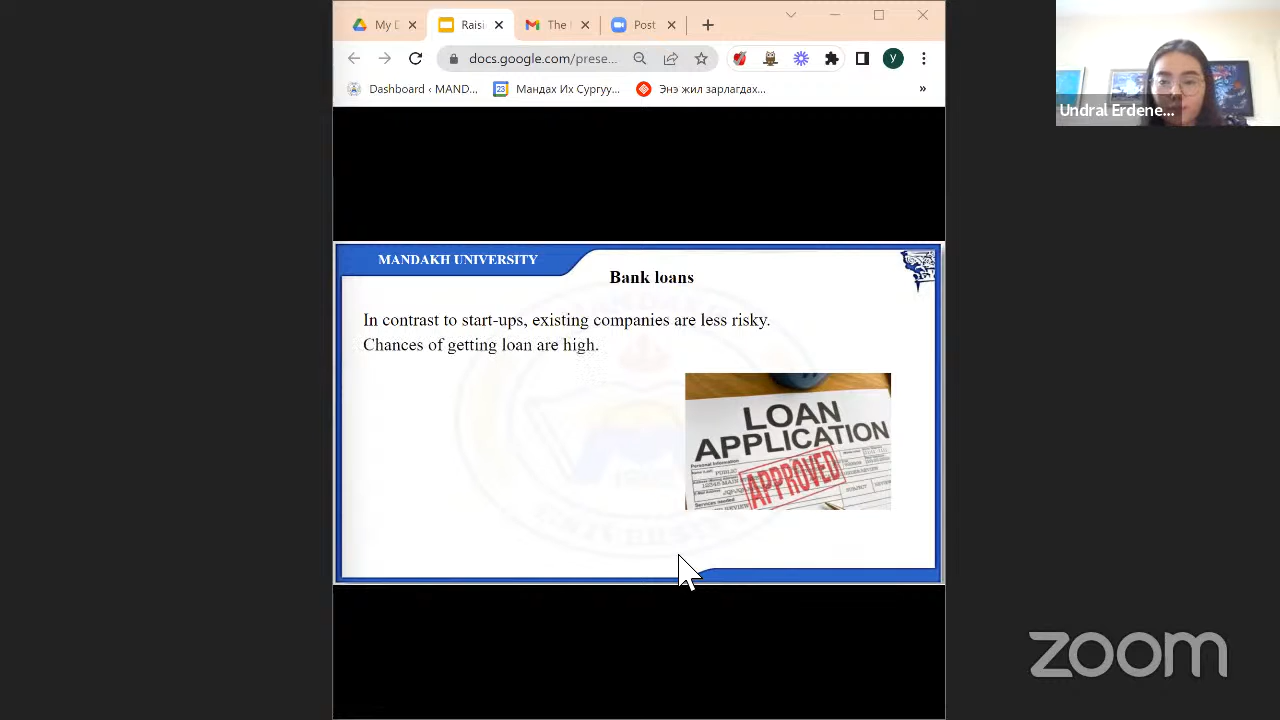 My D
Raisi
The
Post
docs.google.com/prese...
y
Dashboard
MAND...
23
Мандах Их Сургуу...
Энэ жил зарлагдах...
»
Undral Erdene...
MANDAKH UNIVERSITY
Bank loans
In contrast to start-ups, existing companies are less risky.
Chances of getting loan are high.
LOAN
APPLICATION
APPROVED
zoom